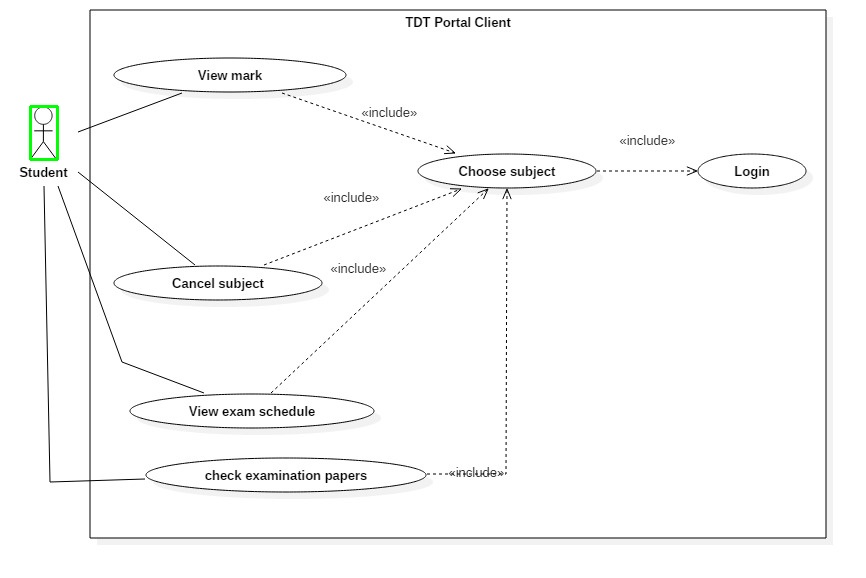 TDT Portal Client
View mark
«include»
«include»
Student
Choose subject
Login
«include»
«include»
Cancel subject
View exam schedule
check examination papers
«include»